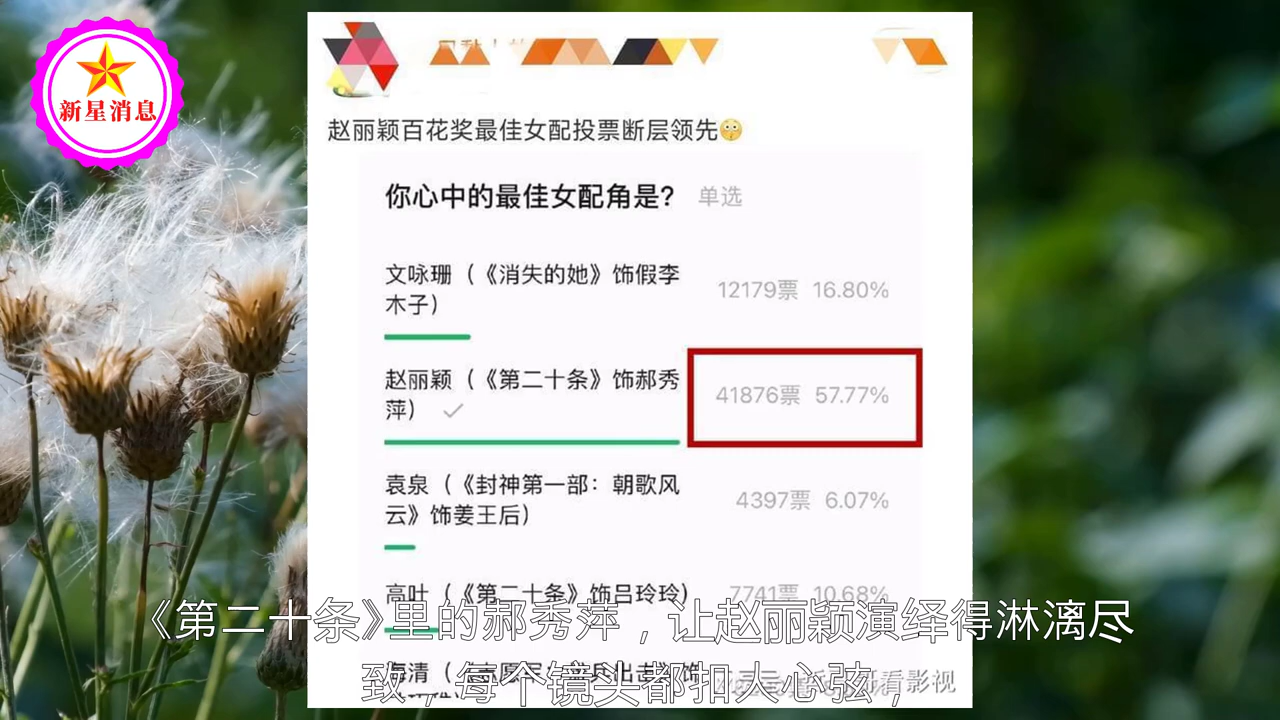 新星消息
赵丽颖百花奖最佳女配投票断层领先
你心中的最佳女配角是？ 单选
文咏珊（《消失的她》饰假李
木子）
12179票 16.80%
赵丽颖（《第二十条》饰郝秀
萍）
41876票 57.77%
袁泉（《封神第一部：朝歌风
云》饰姜王后）
4397票 6.07%
高叶（《第二十条》饰吕玲玲）
7741票 10.68%
《第二十条》里的郝秀萍，让赵丽颖演绎得淋漓尽
致，每个镜头都扣人心弦，
海清（
看影视